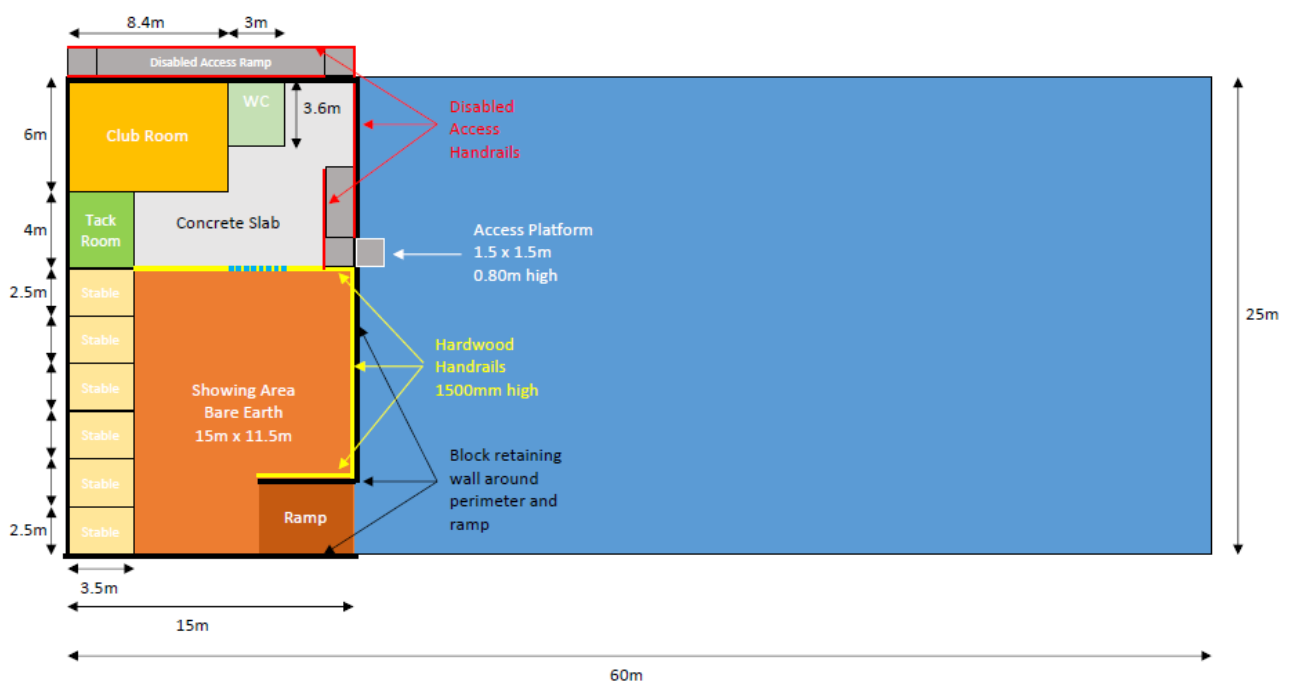 8.4m
3m
Disabled Access Ramp
WC
3.6m
Club Room
6m
Disabled
Access
Handrails
Tack
Room
4m
Concrete Slab
Access Platform
1.5 x 1.5m
0.80m high
2.5m
Stable
Stable
Stable
Stable
Stable
Stable
25m
Hardwood
Handrails
1500mm high
Showing Area
Bare Earth
15m x 11.5m
Block retaining
wall around
perimeter and
ramp
Ramp
2.5m
3.5m
15m
60m